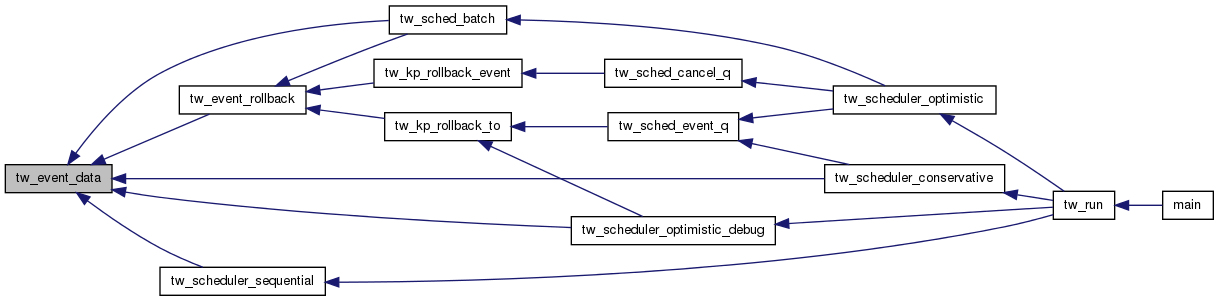 tw_sched_batch
tw_kp_rollback_event
tw_sched_cancel_q
tw_event_rollback
tw_scheduler_optimistic
tw_kp_rollback_to
tw_sched_event_q
tw_event_data
tw_scheduler_conservative
tw_run
main
tw_scheduler_optimistic_debug
tw_scheduler_sequential